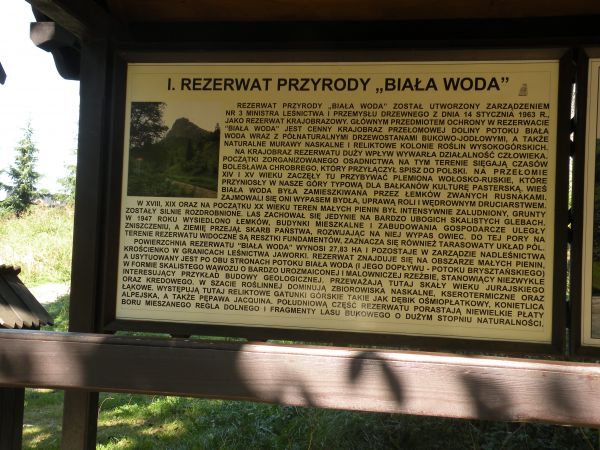 I. REZERWAT PRZYRODY „BIAŁA WODA"
REZERWAT PRZYRODY „BIAŁA WODA" ZOSTAŁ UTWORZONY ZARZĄDZENIEM
NR 3 MINISTRA LEŚNICTWA I PRZEMYSŁU DRZEWNEGO Z DNIA 14 STYCZNIA 1963 R.,
JAKO REZERWAT KRAJOBRAZOWY. GŁÓWNYM PRZEDMIOTEM OCHRONY W REZERWACIE
"BIAŁA WODA" JEST CENNY KRAJOBRAZ PRZEŁOMOWEJ DOLINY POTOKU BIAŁA
WODA WRAZ Z PÓŁNATURALNYMI DRZEWOSTANAMI BUKOWO-JODŁOWYMI, A TAKŻE
NATURALNE MURAWY NASKALNE I RELIKTOWE KOLONIE ROŚLIN WYSOKOGÓRSKICH.
NA KRAJOBRAZ REZERWATU DUŻY WPŁYW WYWARŁA DZIAŁALNOŚĆ CZŁOWIEKA,
POCZĄTKI ZORGANIZOWANEGO OSADNICTWA NA TYM TERENIE SIĘGAJĄ CZASÓW
BOLESŁAWA CHROBREGO, KTÓRY PRZYŁĄCZYŁ SPISZ DO POLSKI. NA PRZEŁOMIE
XIV I XV WIEKU ZACZĘŁY TU PRZYBYWAĆ PLEMIONA WOŁOSKO-RUSKIE, KTÓRE
PRZYNIOSŁY W NASZE GÓRY TYPOWĄ DLA BAŁKANÓW KULTURĘ PASTERSKĄ. WIEŚ
BIAŁA WODA BYŁA ZAMIESZKIWANA PRZEZ ŁEMKÓW ZWANYCH RUSNAKAMI.
ZAJMOWALI SIĘ ONI WYPASEM BYDŁA, UPRAWĄ ROLI I WĘDROWNYM DRUCIARSTWEM.
W XVIII, XIX ORAZ NA POCZĄTKU XX WIEKU TEREN MAŁYCH PIENIN BYŁ INTENSYWNIE ZALUDNIONY, GRUNTY
ZOSTAŁY SILNIE ROZDROBNIONE. LAS ZACHOWAŁ SIĘ JEDYNIE NA BARDZO UBOGICH SKALISTYCH GLEBACH,
W 1947 ROKU WYSIEDLONO ŁEMKÓW, BUDYNKI MIESZKALNE I ZABUDOWANIA GOSPODARCZE ULEGŁY
ZNISZCZENIU, A ZIEMIĘ PRZEJĄŁ SKARB PAŃSTWA, ROZWIJAJĄC NA NIEJ WYPAS OWIEC. DO TEJ PORY NA
TERENIE REZERWATU WIDOCZNE SĄ RESZTKI FUNDAMENTÓW, ZAZNACZA SIĘ RÓWNIEŻ TARASOWATY UKŁAD PÓL.
POWIERZCHNIA REZERWATU "BIAŁA WODA" WYNOSI 27,83 HA I POZOSTAJE W ZARZĄDZIE NADLEŚNICTWA
KROŚCIENKO W GRANICACH LEŚNICTWA JAWORKI. REZERWAT ZNAJDUJE SIĘ NA OBSZARZE MAŁYCH PIENIN,
A USYTUOWANY JEST PO OBU STRONACH POTOKU BIAŁA WODA (I JEGO DOPŁYWU - POTOKU BRYSZTAŃSKIEGO)
W FORMIE SKALISTEGO WĄWOZU O BARDZO UROZMAICONEJ I MALOWNICZEJ RZEŹBIE, STANOWIĄCY NIEZWYKLE
INTERESUJĄCY PRZYKŁAD BUDOWY GEOLOGICZNEJ. PRZEWAŻAJĄ TUTAJ SKAŁY WIEKU JURAJSKIEGO
ORAZ KREDOWEGO. W SZACIE ROŚLINNEJ DOMINUJĄ ZBIOROWISKA NASKALNE, KSEROTERMICZNE ORAZ
ŁĄKOWE. WYSTĘPUJĄ TUTAJ RELIKTOWE GATUNKI GÓRSKIE TAKIE JAK DĘBIK OŚMIOPŁATKOWY, KONIETLICA
ALPEJSKA, A TAKŻE PĘPAWA JACQUINA. POŁUDNIOWĄ CZĘŚĆ REZERWATU PORASTAJĄ NIEWIELKIE PŁATY
BORU MIESZANEGO REGLA DOLNEGO I FRAGMENTY LASU BUKOWEGO O DUŻYM STOPNIU NATURALNOŚCI.